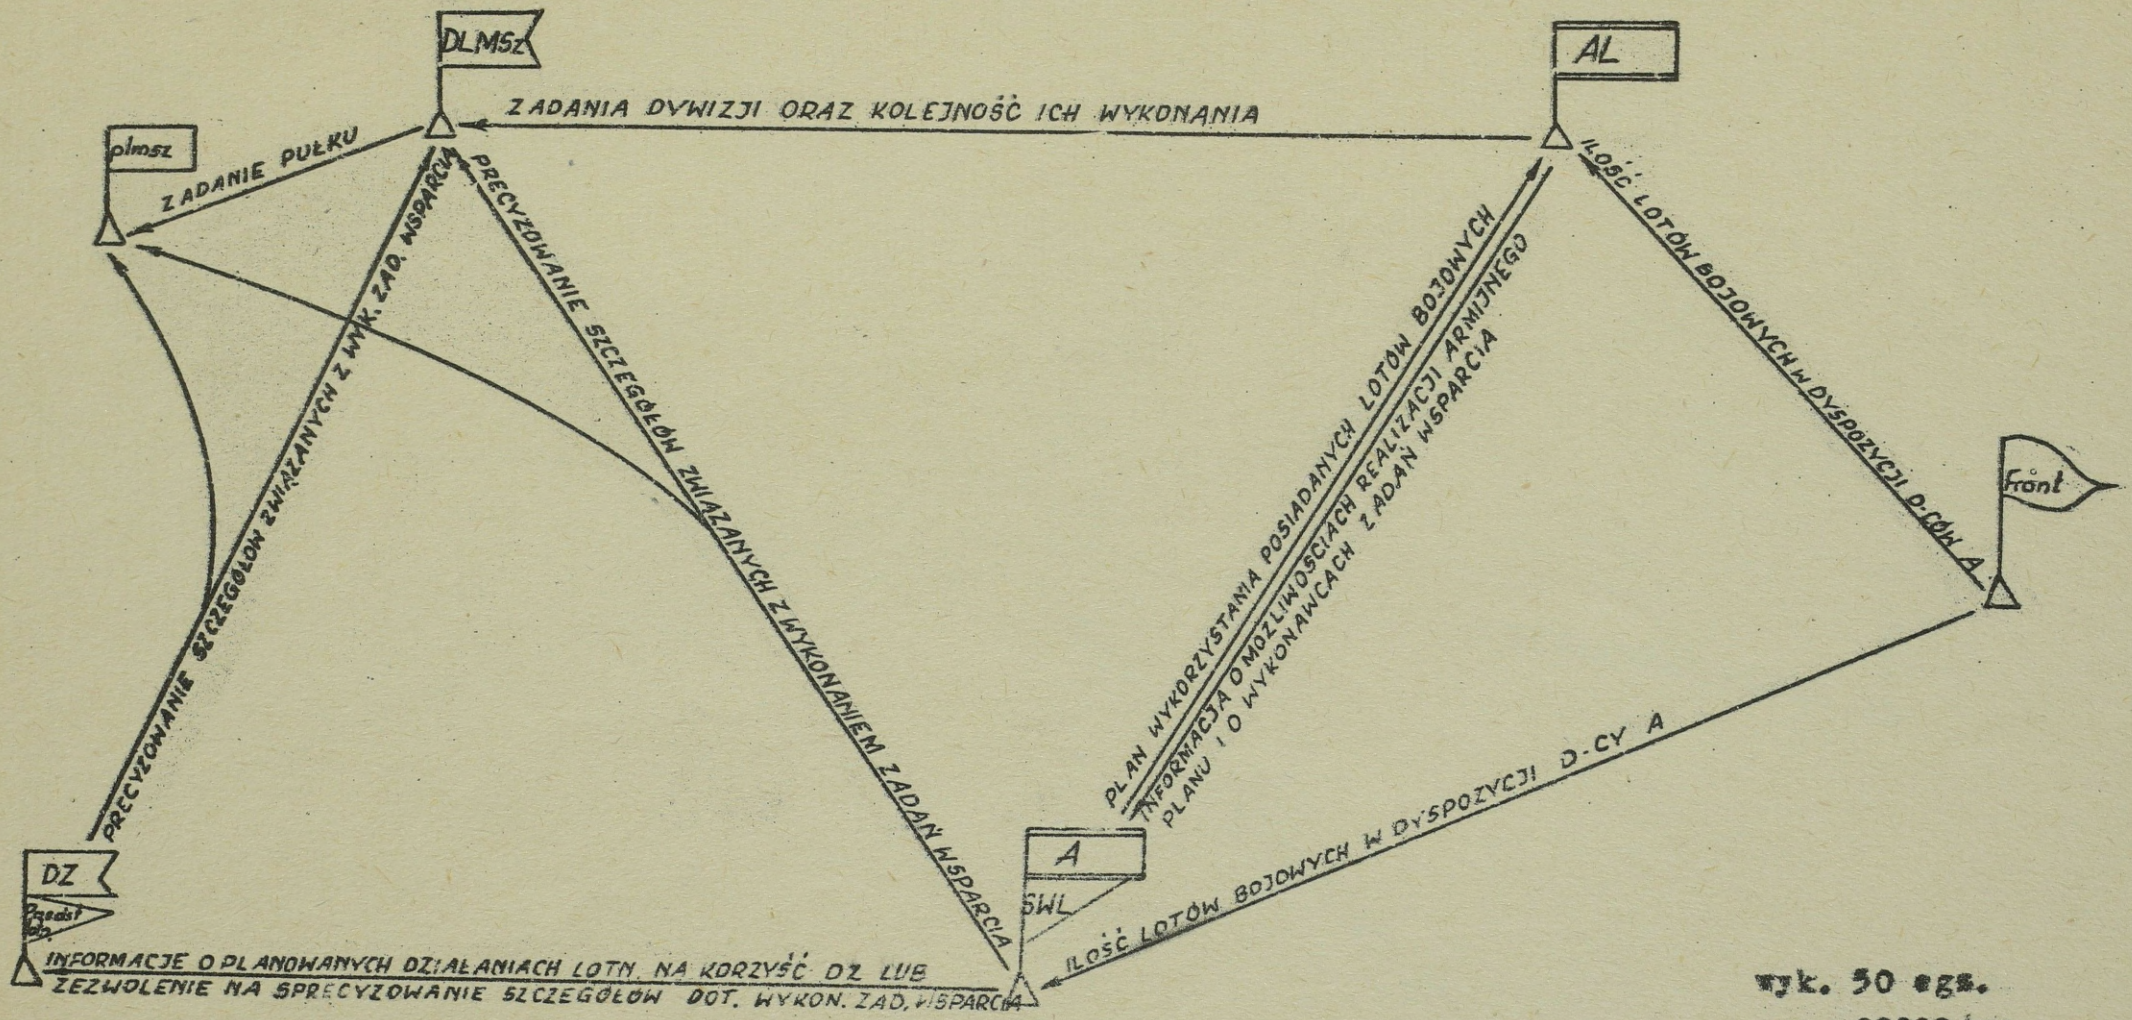 DLMSz
AL
ZADANIA DYWIZJI ORAZ KOLEJNOŚĆ ICH WYKONANIA
plmsz
ZADANIE PUŁKU
PRECYZOWANIE SZCZEGÓŁÓW ZWIĄZANYCH Z WYK. ZAD. WSPARCIA
PRECYZOWANIE SZCZEGÓŁÓW ZWIĄZANYCH Z WYKONANIEM ZADAŃ WSPARCIA
PLAN WYKORZYSTANIA POSIADANYCH LOTÓW BOJOWYCH
INFORMACJA O MOŻLIWOŚCIACH REALIZACJI ARMIJNEGO
PLANU I O WYKONAWCACH ZADAŃ WSPARCIA
ILOŚĆ LOTÓW BOJOWYCH W DYSPOZYCJI D-CÓW A.
Front
ILOŚĆ LOTÓW BOJOWYCH W DYSPOZYCJI D-CY A
DZ
Przedst
lotn.
A
SWL
INFORMACJE O PLANOWANYCH DZIAŁANIACH LOTN. NA KORZYŚĆ DZ LUB
ZEZWOLENIE NA SPRECYZOWANIE SZCZEGÓŁÓW DOT. WYKON. ZAD. WSPARCIA
wyk. 50 egz.